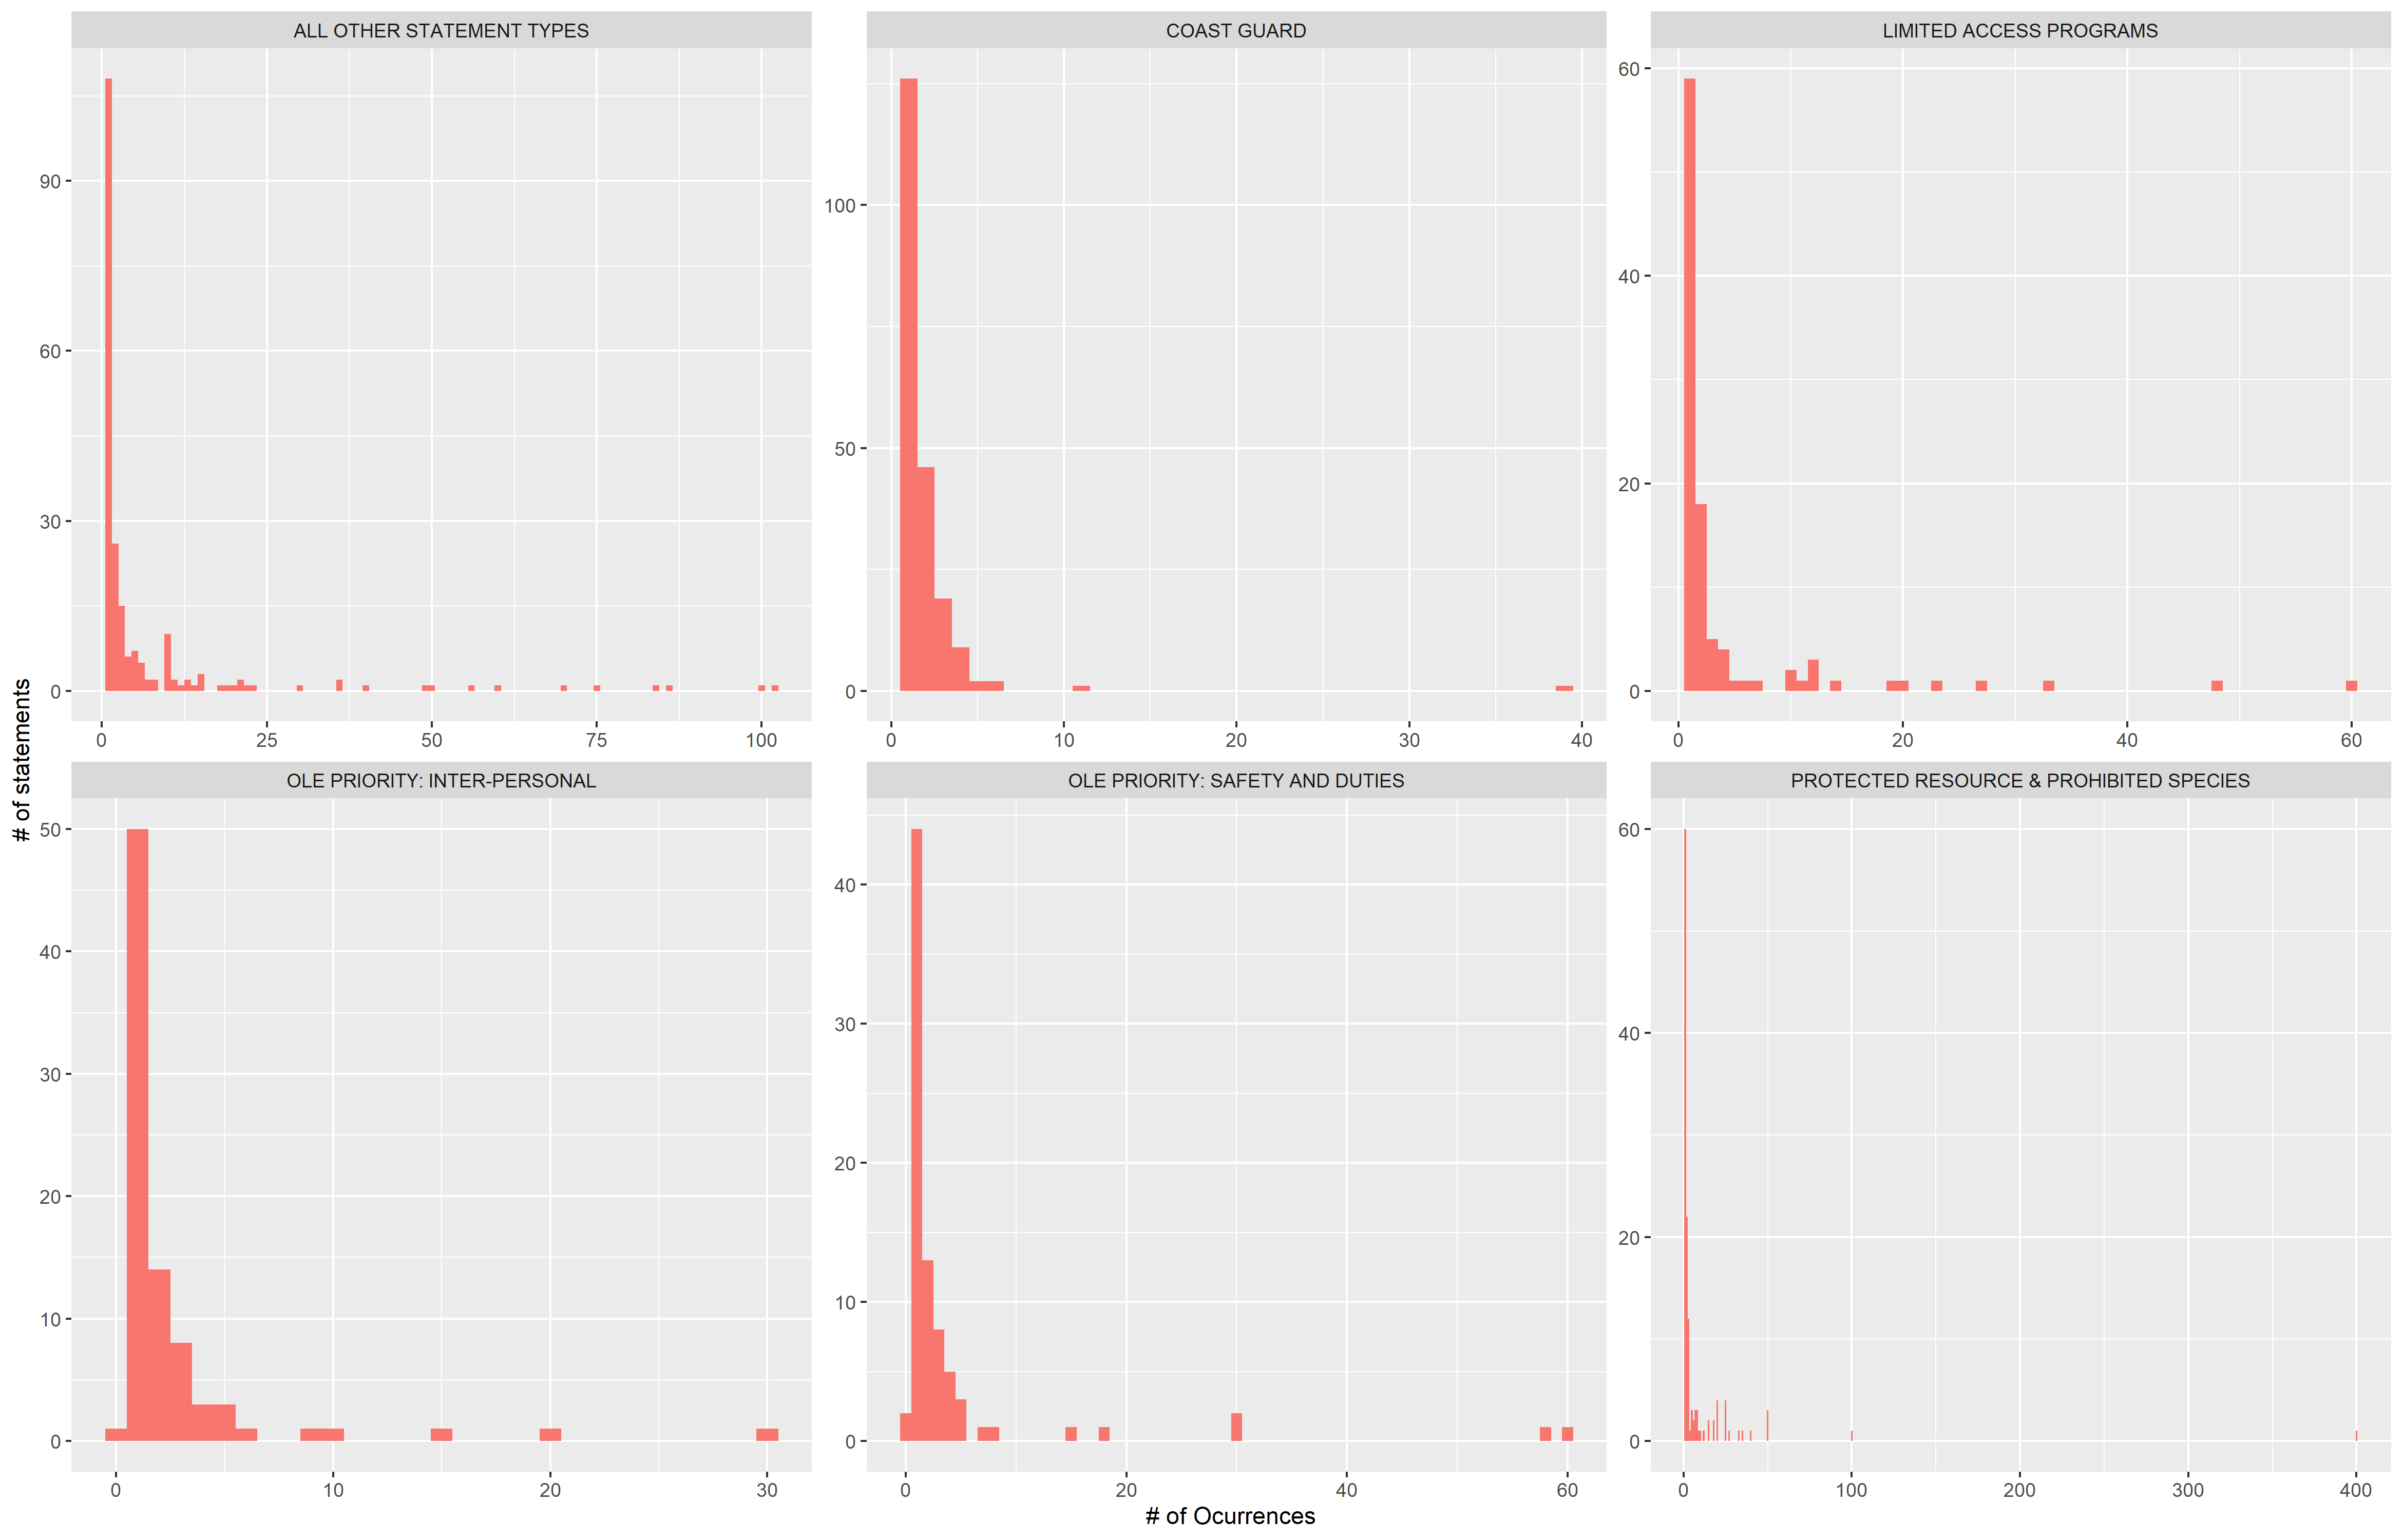 ALL OTHER STATEMENT TYPES
COAST GUARD
LIMITED ACCESS PROGRAMS
90
60
30
0
0 25 50 75 100
100
50
0
0 10 20 30 40
60
40
20
0
0 20 40 60
# of statements
OLE PRIORITY: INTER-PERSONAL
OLE PRIORITY: SAFETY AND DUTIES
PROTECTED RESOURCE & PROHIBITED SPECIES
50
40
30
20
10
0
0 10 20 30
40
30
20
10
0
0 20 40 60
60
40
20
0
0 100 200 300 400
# of Ocurrences